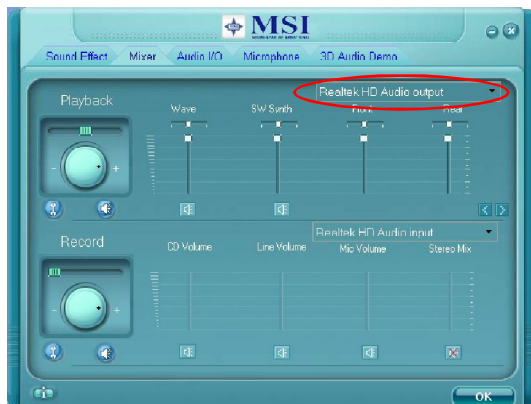 MSI
Sound Effect Mixer Audio I/O Microphone 3D Audio Demo
Realtek HD Audio output
Playback
Wave SW Synth Front Rear
- +
Realtek HD Audio input
Record
CD Volume Line Volume Mic Volume Stereo Mix
- +
OK